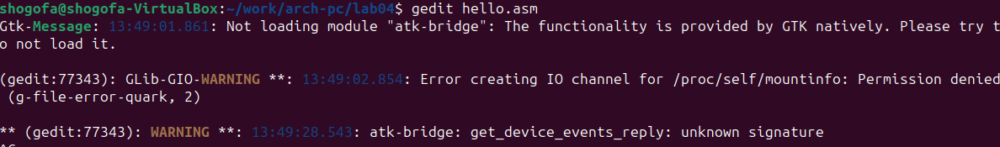 shogofa@shogofa-VirtualBox:~/work/arch-pc/lab04$ gedit hello.asm
Gtk-Message: 13:49:01.861: Not loading module "atk-bridge": The functionality is provided by GTK natively. Please try t
o not load it.
(gedit:77343): GLib-GIO-WARNING **: 13:49:02.854: Error creating IO channel for /proc/self/mountinfo: Permission denied
(g-file-error-quark, 2)
** (gedit:77343): WARNING **: 13:49:28.543: atk-bridge: get_device_events_reply: unknown signature